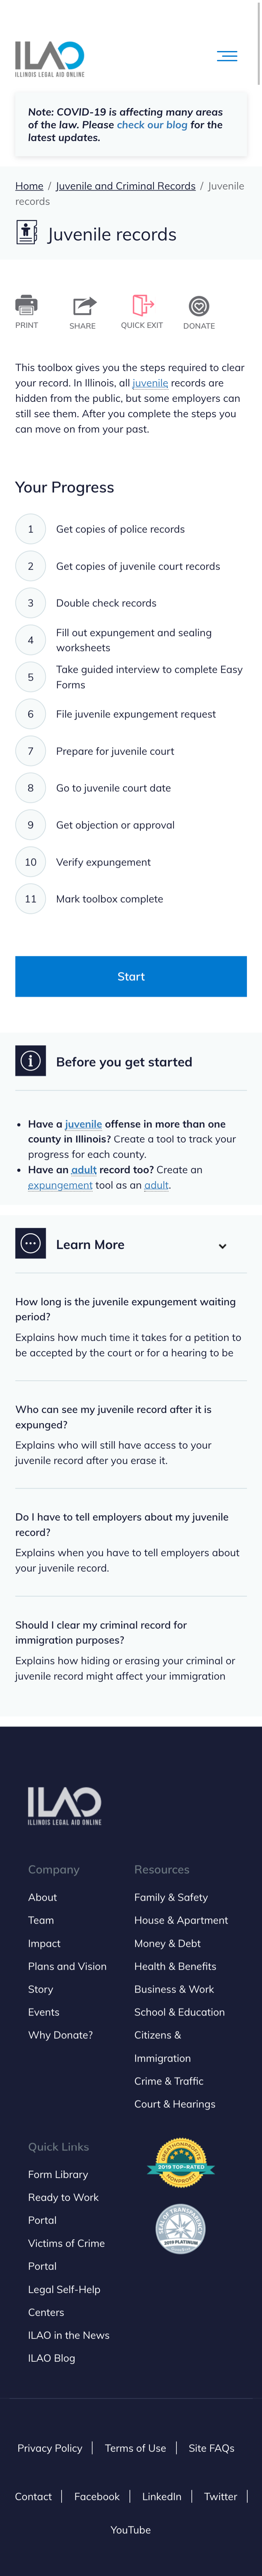 ILAO
ILLINOIS LEGAL AID ONLINE
Note: COVID-19 is affecting many areas
of the law. Please check our blog for the
latest updates.
Home / Juvenile and Criminal Records / Juvenile
records
Juvenile records
PRINT
SHARE
QUICK EXIT
DONATE
This toolbox gives you the steps required to clear
your record. In Illinois, all juvenile records are
hidden from the public, but some employers can
still see them. After you complete the steps you
can move on from your past.
Your Progress
1 Get copies of police records
2 Get copies of juvenile court records
3 Double check records
4 Fill out expungement and sealing
worksheets
5 Take guided interview to complete Easy
Forms
6 File juvenile expungement request
7 Prepare for juvenile court
8 Go to juvenile court date
9 Get objection or approval
10 Verify expungement
11 Mark toolbox complete
Start
Before you get started
• Have a juvenile offense in more than one
county in Illinois? Create a tool to track your
progress for each county.
• Have an adult record too? Create an
expungement tool as an adult.
Learn More
How long is the juvenile expungement waiting
period?
Explains how much time it takes for a petition to
be accepted by the court or for a hearing to be
Who can see my juvenile record after it is
expunged?
Explains who will still have access to your
juvenile record after you erase it.
Do I have to tell employers about my juvenile
record?
Explains when you have to tell employers about
your juvenile record.
Should I clear my criminal record for
immigration purposes?
Explains how hiding or erasing your criminal or
juvenile record might affect your immigration
ILAO
ILLINOIS LEGAL AID ONLINE
Company
About
Team
Impact
Plans and Vision
Story
Events
Why Donate?
Resources
Family & Safety
House & Apartment
Money & Debt
Health & Benefits
Business & Work
School & Education
Citizens &
Immigration
Crime & Traffic
Court & Hearings
Quick Links
Form Library
Ready to Work
Portal
Victims of Crime
Portal
Legal Self-Help
Centers
ILAO in the News
ILAO Blog
GREATNONPROFITS
2019 TOP-RATED
SEAL OF TRANSPARENCY
2019 PLATINUM
Privacy Policy
Terms of Use
Site FAQs
Contact
Facebook
LinkedIn
Twitter
YouTube